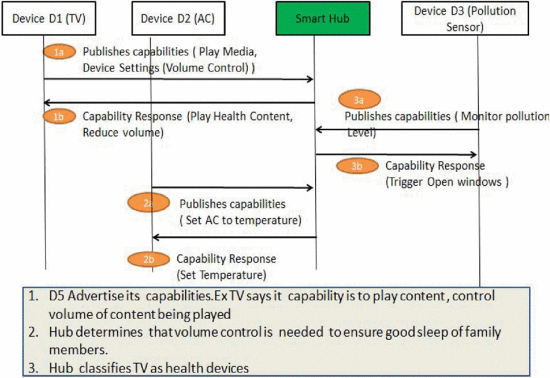 Device D1 (TV)
Device D2 (AC)
Smart Hub
Device D3 (Pollution
Sensor)
1a
Publishes capabilities ( Play Media,
Device Settings (Volume Control) )
1b
Capability Response (Play Health Content,
Reduce volume)
3a
Publishes capabilities ( Monitor pollution
Level)
3b
Capability Response
(Trigger Open windows )
2a
Publishes capabilities
( Set AC to temperature)
2b
Capability Response
(Set Temperature)
1. D5 Advertise its capabilities.Ex TV says it capability is to play content, control
volume of content being played
2. Hub determines that volume control is needed to ensure good sleep of family
members.
3. Hub classifies TV as health devices